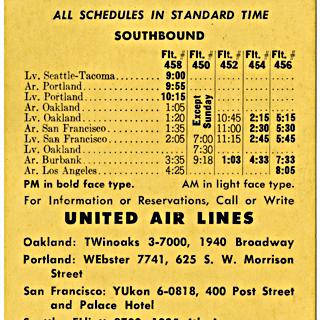 ALL SCHEDULES IN STANDARD TIME
SOUTHBOUND
Flt. # Flt. # Flt. # Flt. # Flt. #
458 450 452 454 456
Lv. Seattle-Tacoma 9:00
Ar. Portland 9:55
Lv. Portland 10:15
Ar. Oakland 1:05
Lv. Oakland 1:20 10:45 2:15 5:15
Ar. San Francisco 1:35 11:00 2:30 5:30
Lv. San Francisco 2:05 7:00 11:15 2:45 5:45
Lv. Oakland 7:30
Ar. Burbank 3:35 9:18 1:03 4:33 7:33
Ar. Los Angeles 4:25 8:05
Except Sunday
PM in bold face type. AM in light face type.
For Information or Reservations, Call or Write
UNITED AIR LINES
Oakland: TWinoaks 3-7000, 1940 Broadway
Portland: WEbster 7741, 625 S. W. Morrison
Street
San Francisco: YUkon 6-0818, 400 Post Street
and Palace Hotel